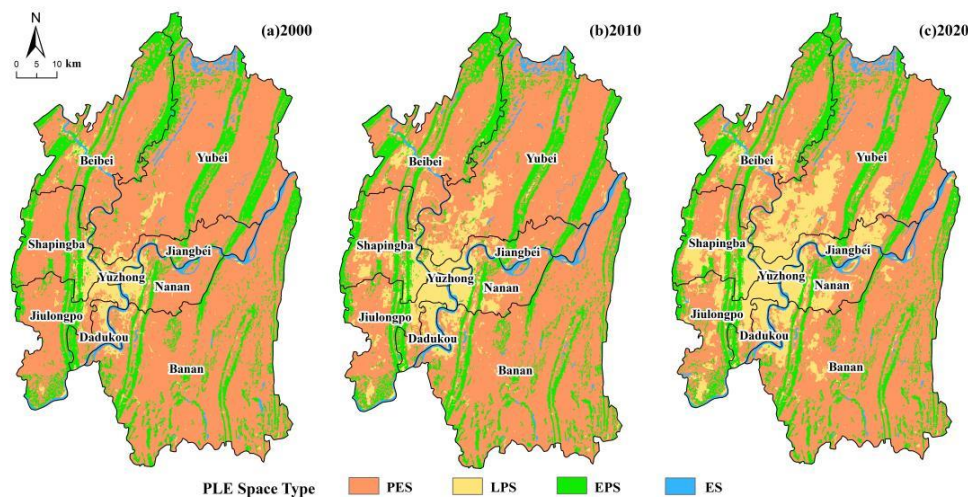 N
0 5 10 km
(a)2000
Beibei
Yubei
Shapingba
Jiangbei
Yuzhong
Nanan
Jiulongpo
Dadukou
Banan
(b)2010
Beibei
Yubei
Shapingba
Jiangbei
Yuzhong
Nanan
Jiulongpo
Dadukou
Banan
(c)2020
Beibei
Yubei
Shapingba
Jiangbei
Yuzhong
Nanan
Jiulongpo
Dadukou
Banan
PLE Space Type PES LPS EPS ES